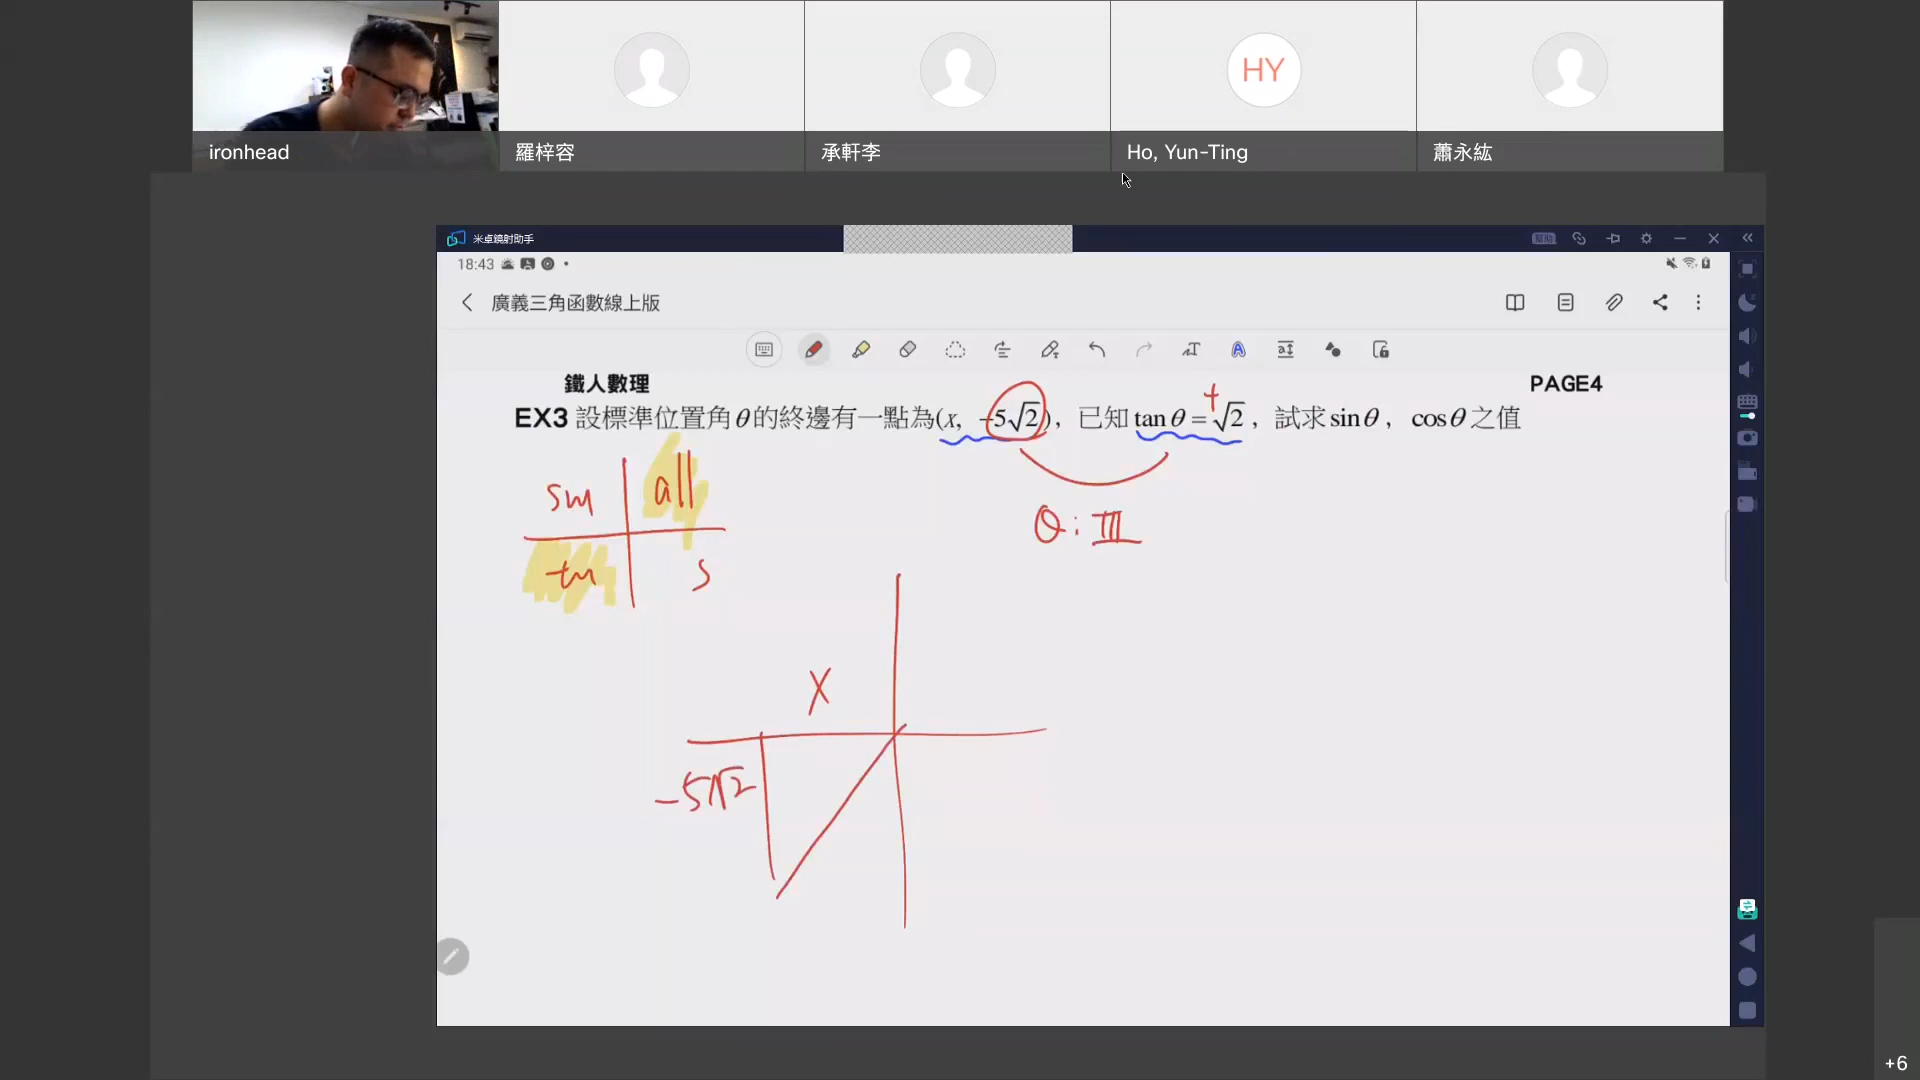 ironhead
羅梓容
承軒李
HY
Ho, Yun-Ting
蕭永紘
米卓鏡射助手
18:43
廣義三角函數線上版
鐵人數理
PAGE4
EX3 設標準位置角θ的終邊有一點為(x, -5√2), 已知 tanθ=√2, 試求 sinθ, cosθ之值
+
all
θ: III
X
-5√2
+6